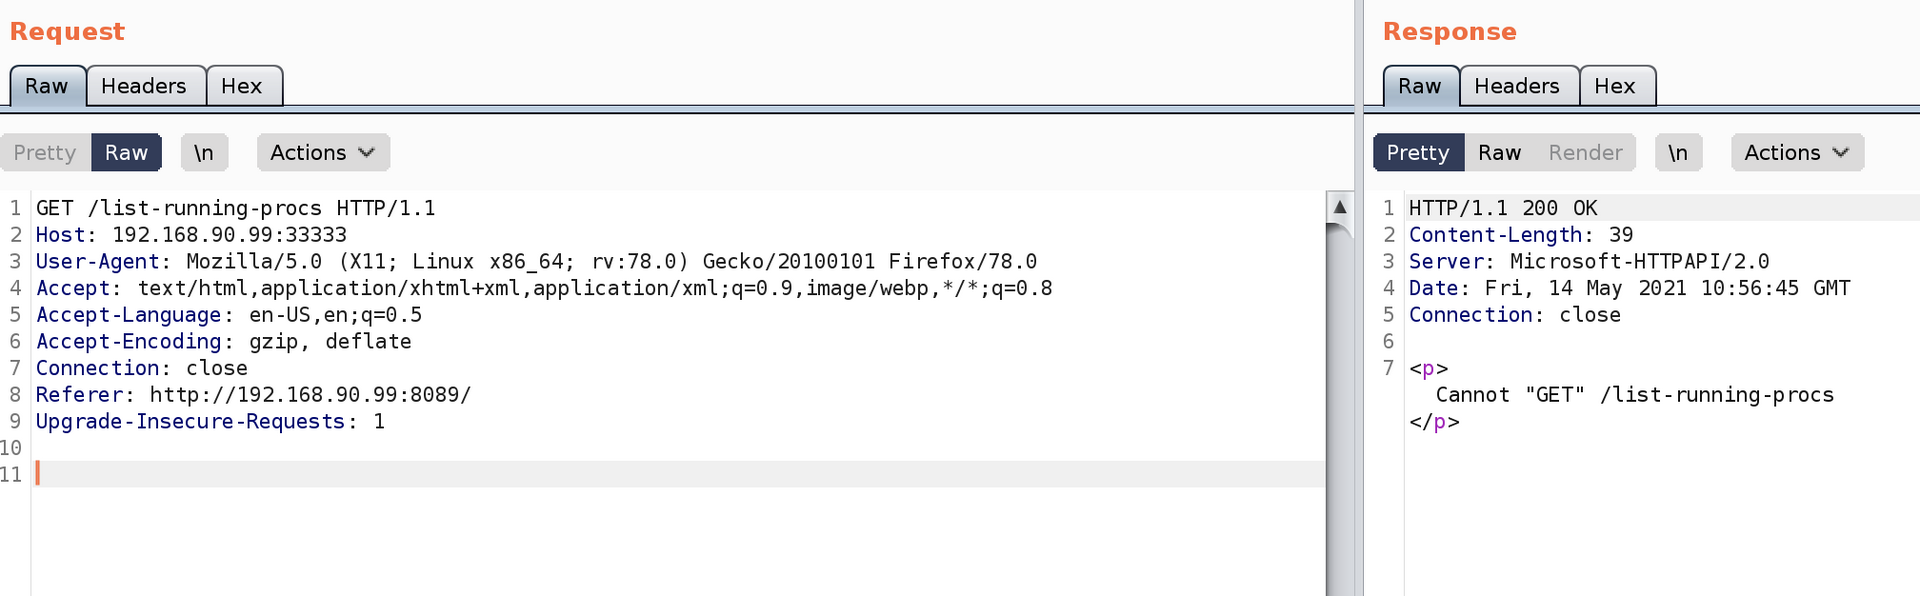 Request
Raw Headers Hex
Pretty Raw \n Actions
1 GET /list-running-procs HTTP/1.1
2 Host: 192.168.90.99:33333
3 User-Agent: Mozilla/5.0 (X11; Linux x86_64; rv:78.0) Gecko/20100101 Firefox/78.0
4 Accept: text/html,application/xhtml+xml,application/xml;q=0.9,image/webp,*/*;q=0.8
5 Accept-Language: en-US,en;q=0.5
6 Accept-Encoding: gzip, deflate
7 Connection: close
8 Referer: http://192.168.90.99:8089/
9 Upgrade-Insecure-Requests: 1
10
11
Response
Raw Headers Hex
Pretty Raw Render \n Actions
1 HTTP/1.1 200 OK
2 Content-Length: 39
3 Server: Microsoft-HTTPAPI/2.0
4 Date: Fri, 14 May 2021 10:56:45 GMT
5 Connection: close
6
7 <p>
Cannot "GET" /list-running-procs
</p>